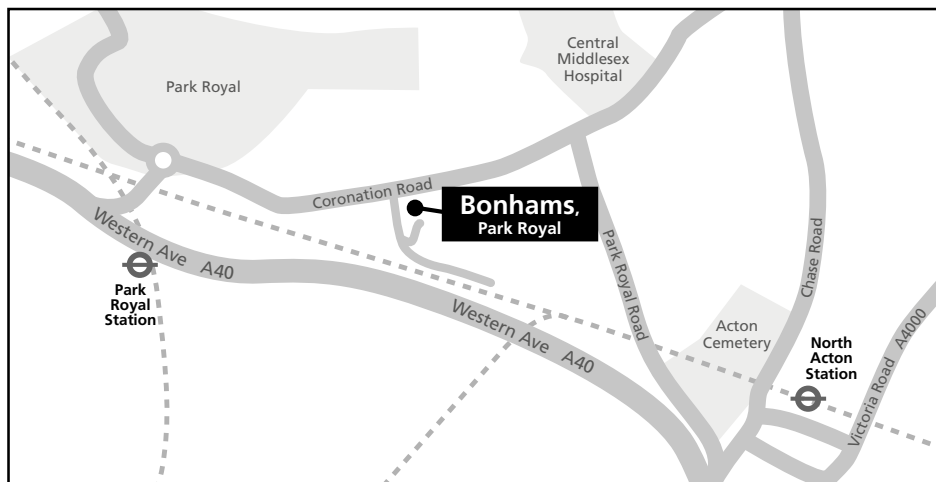 Central
Middlesex
Hospital
Park Royal
Coronation Road
Bonhams,
Park Royal
Western Ave A40
Park
Royal
Station
Park Royal Road
Chase Road
Western Ave A40
Acton
Cemetery
North
Acton
Station
Victoria Road A4000